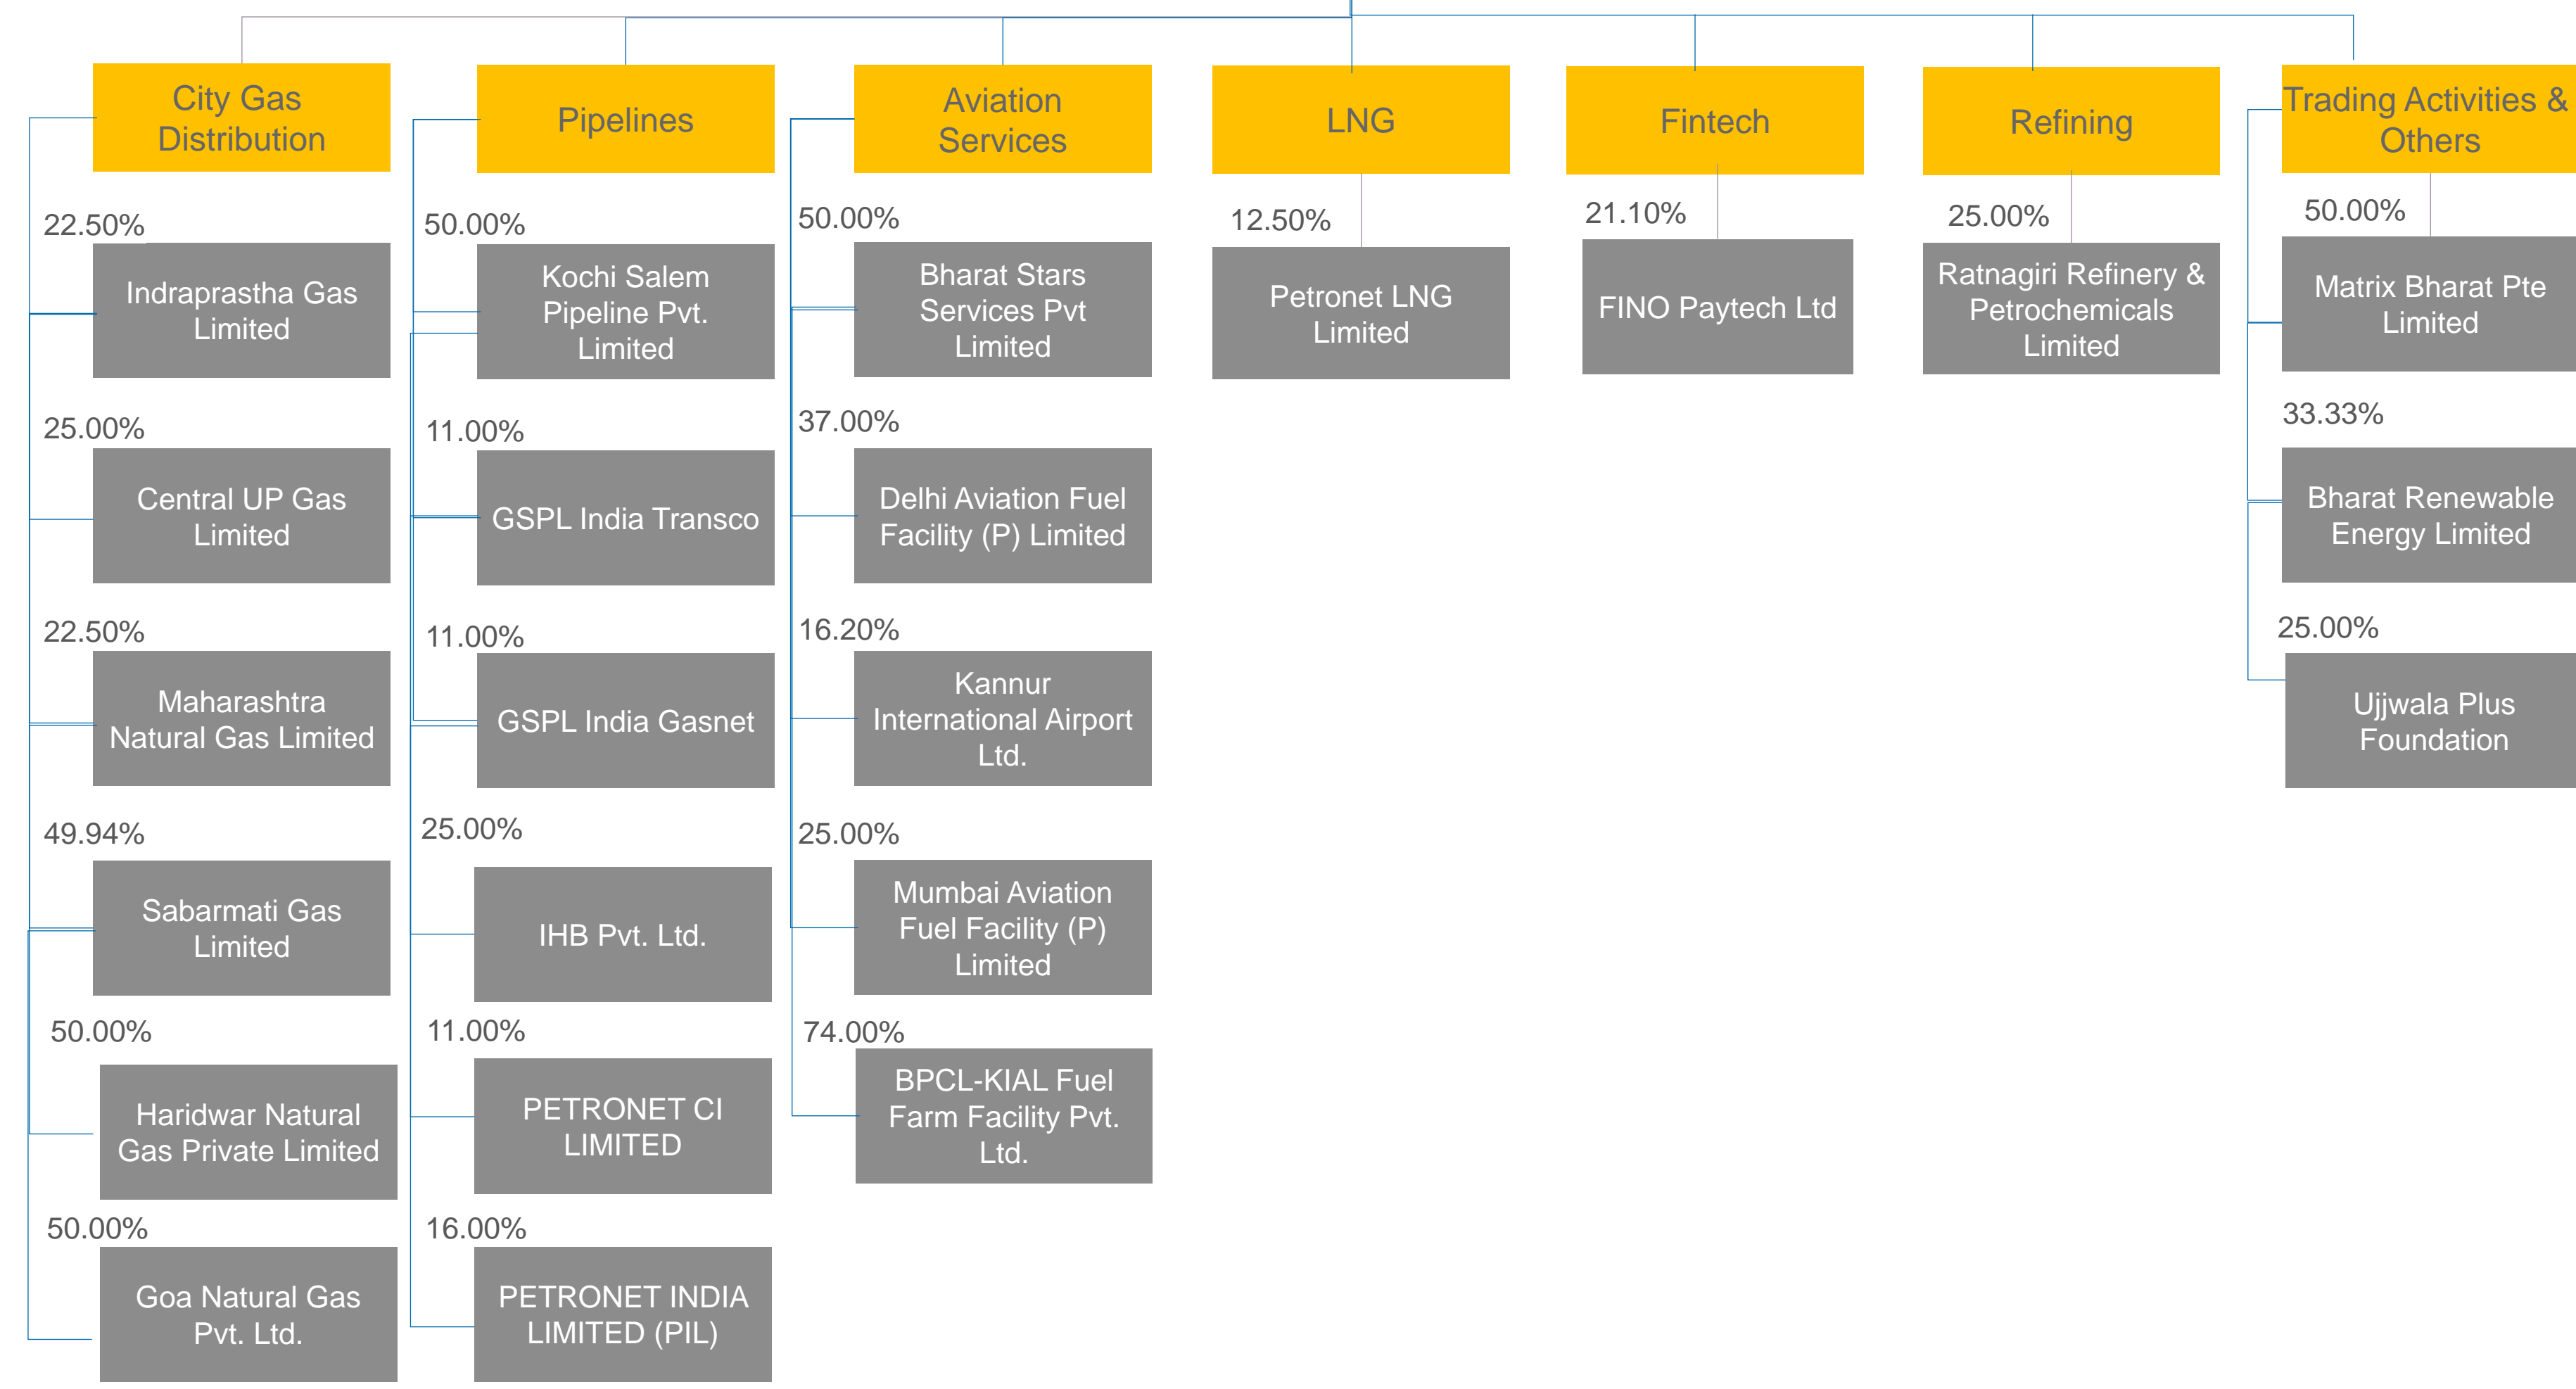 City Gas
Distribution
22.50%
Indraprastha Gas
Limited
25.00%
Central UP Gas
Limited
22.50%
Maharashtra
Natural Gas Limited
49.94%
Sabarmati Gas
Limited
50.00%
Haridwar Natural
Gas Private Limited
50.00%
Goa Natural Gas
Pvt. Ltd.
Pipelines
50.00%
Kochi Salem
Pipeline Pvt.
Limited
11.00%
GSPL India Transco
11.00%
GSPL India Gasnet
25.00%
IHB Pvt. Ltd.
11.00%
PETRONET CI
LIMITED
16.00%
PETRONET INDIA
LIMITED (PIL)
Aviation
Services
50.00%
Bharat Stars
Services Pvt
Limited
37.00%
Delhi Aviation Fuel
Facility (P) Limited
16.20%
Kannur
International Airport
Ltd.
25.00%
Mumbai Aviation
Fuel Facility (P)
Limited
74.00%
BPCL-KIAL Fuel
Farm Facility Pvt.
Ltd.
LNG
12.50%
Petronet LNG
Limited
Fintech
21.10%
FINO Paytech Ltd
Refining
25.00%
Ratnagiri Refinery &
Petrochemicals
Limited
Trading Activities &
Others
50.00%
Matrix Bharat Pte
Limited
33.33%
Bharat Renewable
Energy Limited
25.00%
Ujjwala Plus
Foundation